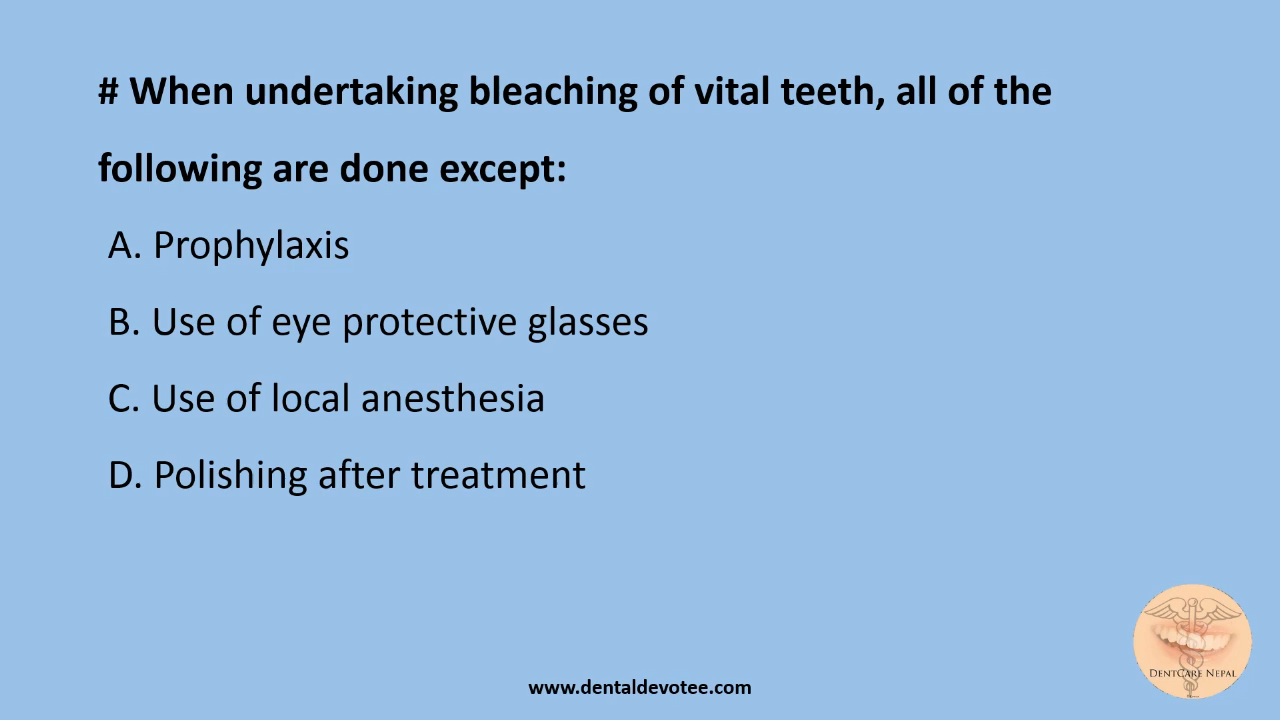 # When undertaking bleaching of vital teeth, all of the
following are done except:
A. Prophylaxis
B. Use of eye protective glasses
C. Use of local anesthesia
D. Polishing after treatment
DentCare Nepal
www.dentaldevotee.com